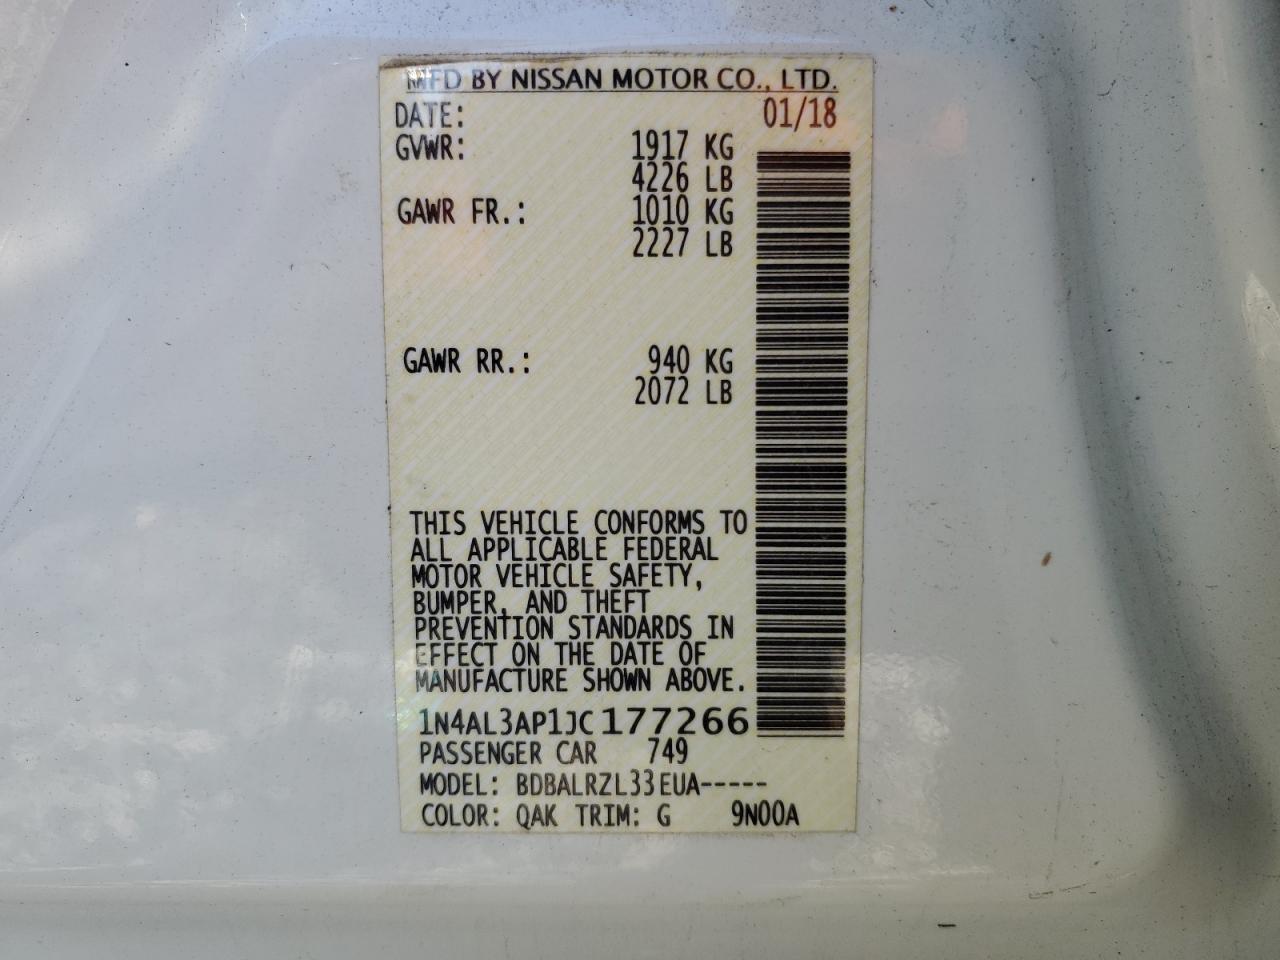 MFD BY NISSAN MOTOR CO., LTD.
DATE: 01/18
GVWR: 1917 KG
4226 LB
GAWR FR.: 1010 KG
2227 LB
GAWR RR.: 940 KG
2072 LB
THIS VEHICLE CONFORMS TO
ALL APPLICABLE FEDERAL
MOTOR VEHICLE SAFETY,
BUMPER, AND THEFT
PREVENTION STANDARDS IN
EFFECT ON THE DATE OF
MANUFACTURE SHOWN ABOVE.
1N4AL3AP1JC177266
PASSENGER CAR 749
MODEL: BDBALRZL33EUA-----
COLOR: QAK TRIM: G 9N00A